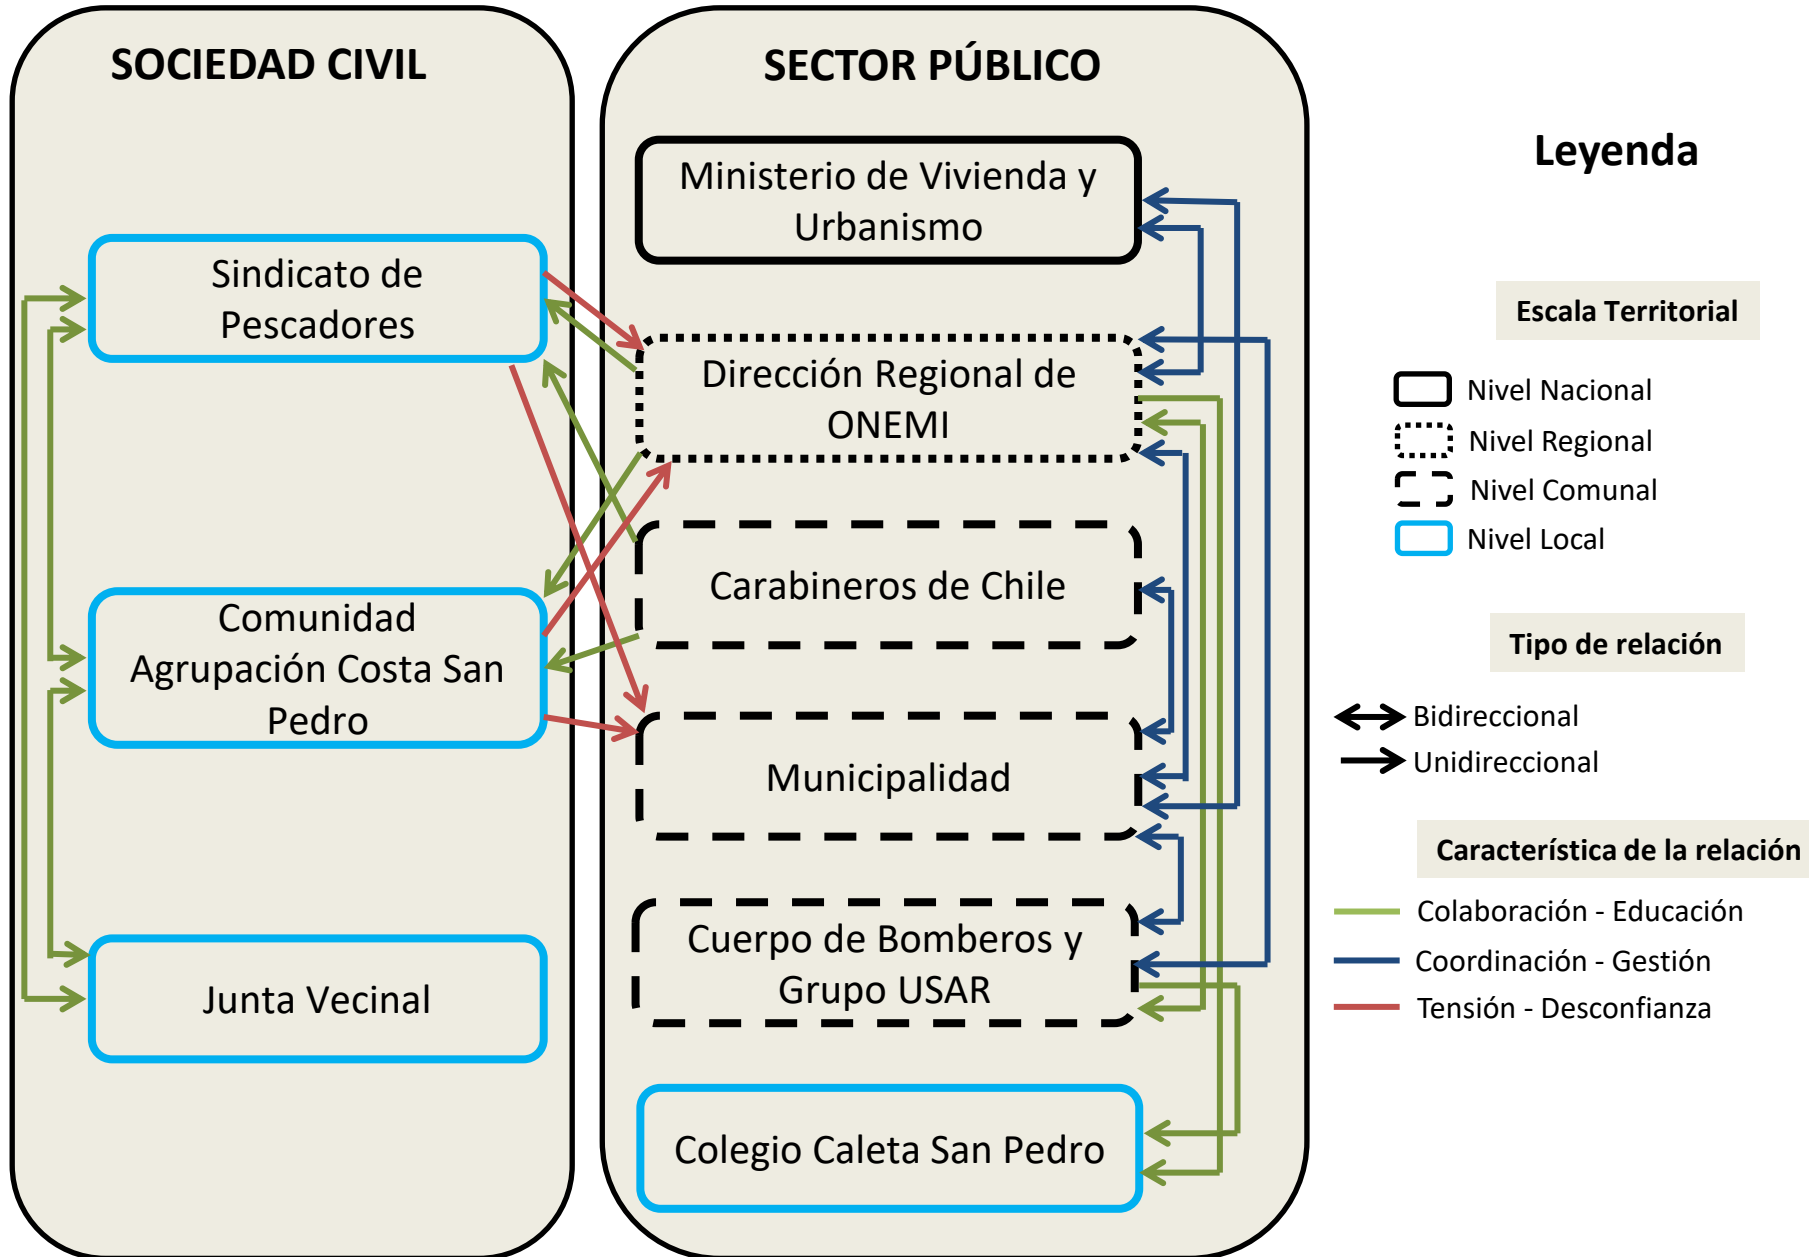 SOCIEDAD CIVIL
Sindicato de
Pescadores
Comunidad
Agrupación Costa San
Pedro
Junta Vecinal
SECTOR PÚBLICO
Ministerio de Vivienda y
Urbanismo
Dirección Regional de
ONEMI
Carabineros de Chile
Municipalidad
Cuerpo de Bomberos y
Grupo USAR
Colegio Caleta San Pedro
Leyenda
Escala Territorial
Nivel Nacional
Nivel Regional
Nivel Comunal
Nivel Local
Tipo de relación
Bidireccional
Unidireccional
Característica de la relación
Colaboración - Educación
Coordinación - Gestión
Tensión - Desconfianza